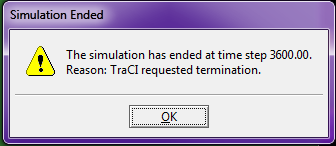 Simulation Ended
The simulation has ended at time step 3600.00.
Reason: TraCI requested termination.
OK